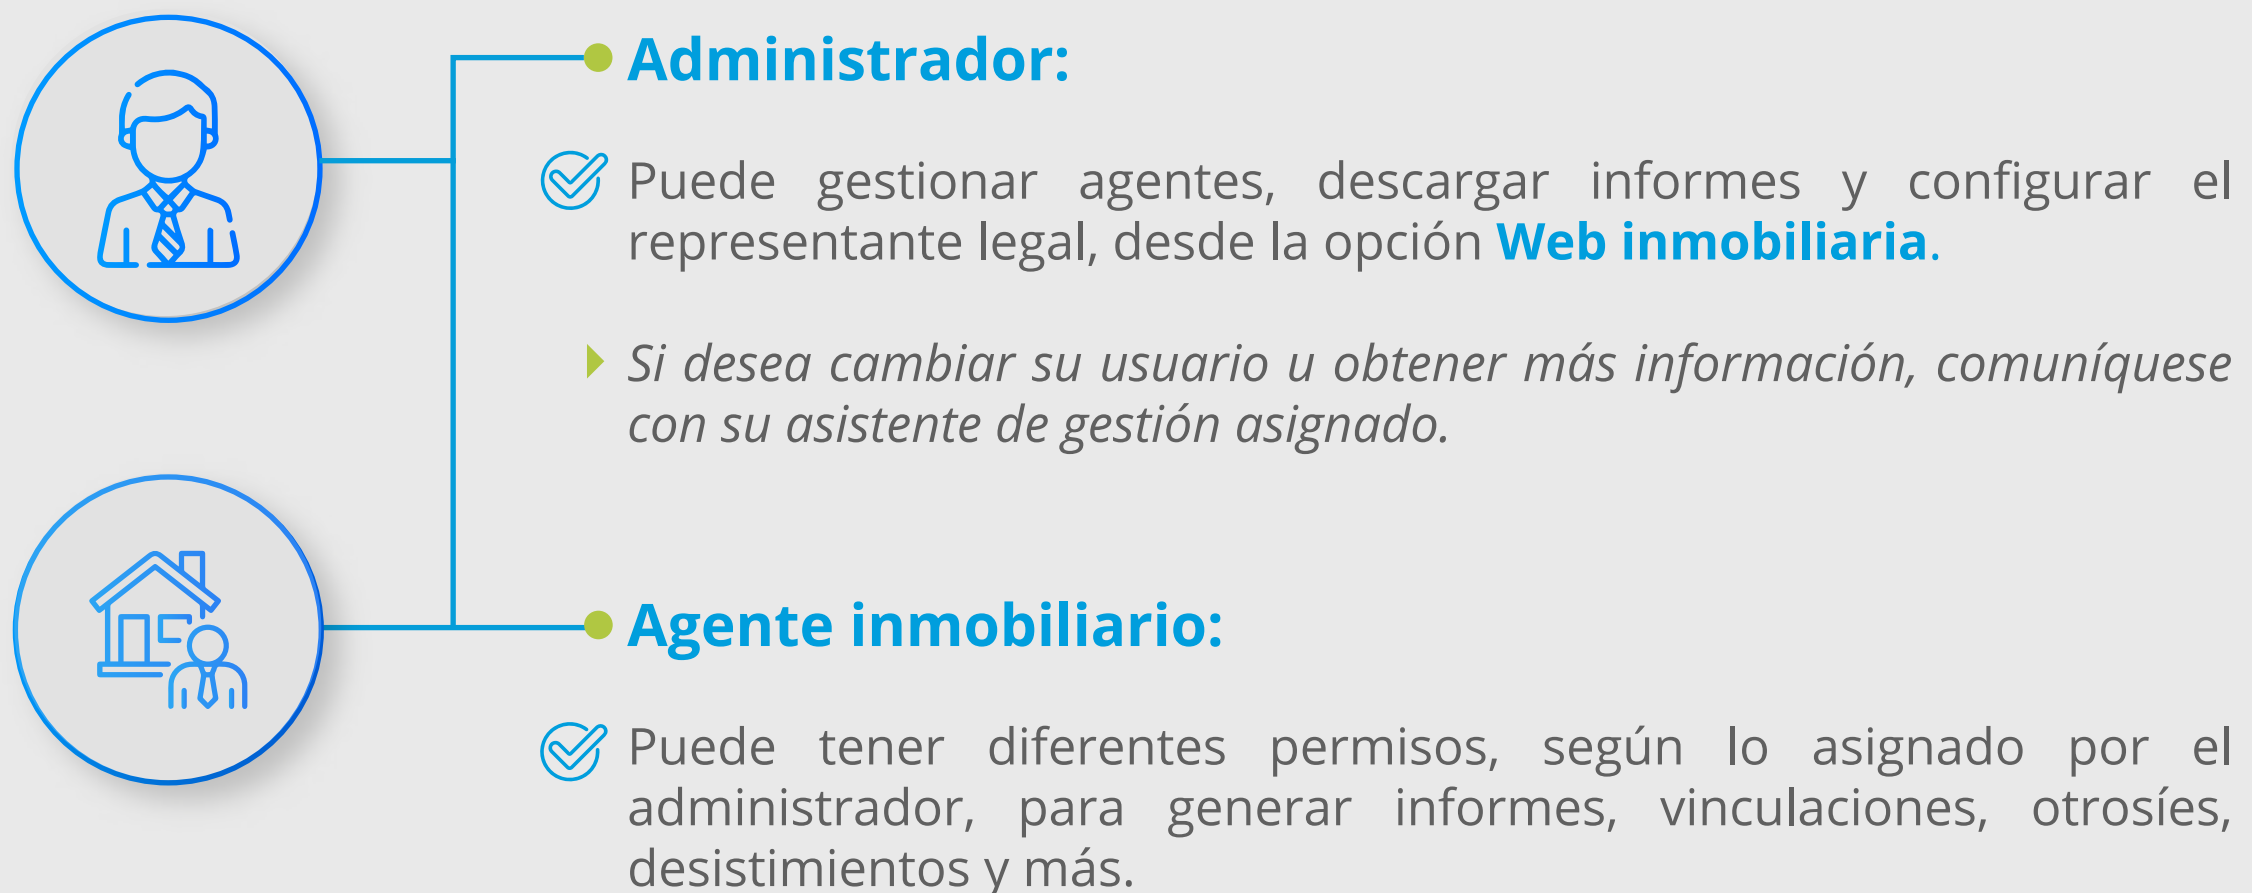 Administrador:
Puede gestionar agentes, descargar informes y configurar el
representante legal, desde la opción Web inmobiliaria.
Si desea cambiar su usuario u obtener más información, comuníquese
con su asistente de gestión asignado.
Agente inmobiliario:
Puede tener diferentes permisos, según lo asignado por el
administrador, para generar informes, vinculaciones, otrosíes,
desistimientos y más.